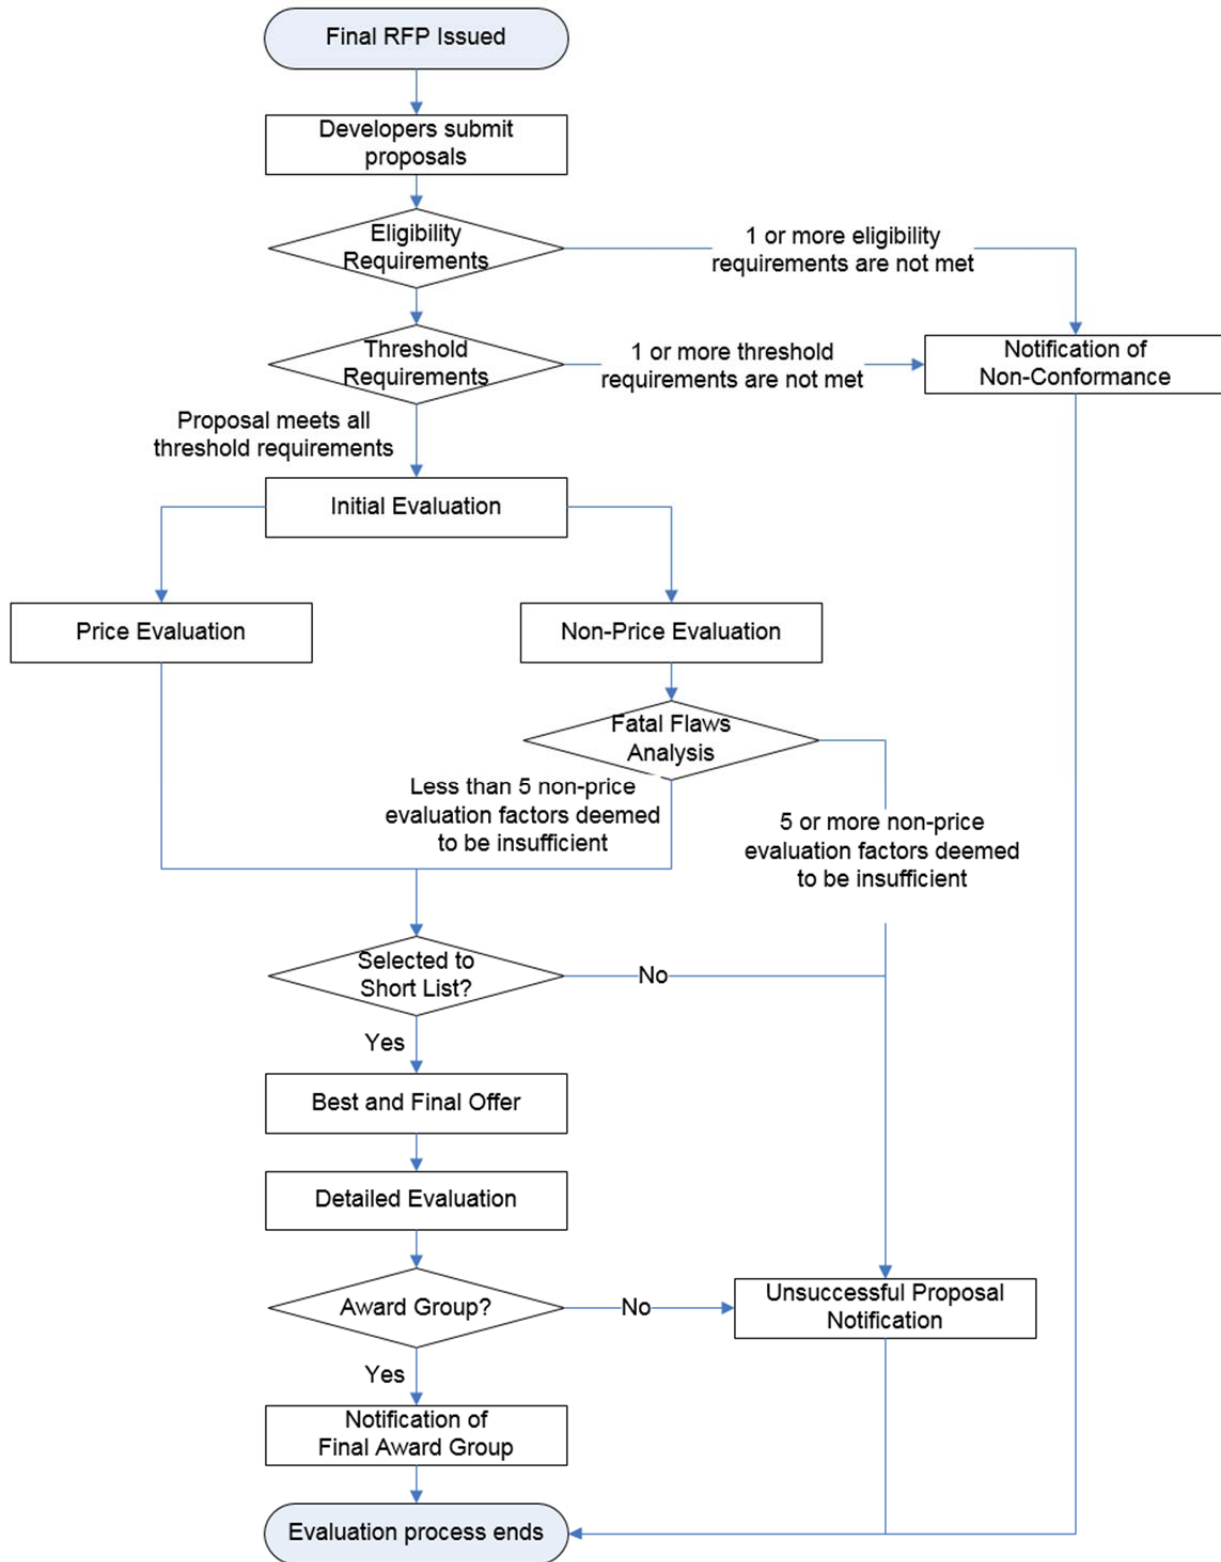 Final RFP Issued
Developers submit
proposals
Eligibility
Requirements
1 or more eligibility
requirements are not met
Threshold
Requirements
1 or more threshold
requirements are not met
Notification of
Non-Conformance
Proposal meets all
threshold requirements
Initial Evaluation
Price Evaluation
Non-Price Evaluation
Fatal Flaws
Analysis
Less than 5 non-price
evaluation factors deemed
to be insufficient
5 or more non-price
evaluation factors deemed
to be insufficient
Selected to
Short List?
No
Yes
Best and Final Offer
Detailed Evaluation
Award Group?
No
Unsuccessful Proposal
Notification
Yes
Notification of
Final Award Group
Evaluation process ends